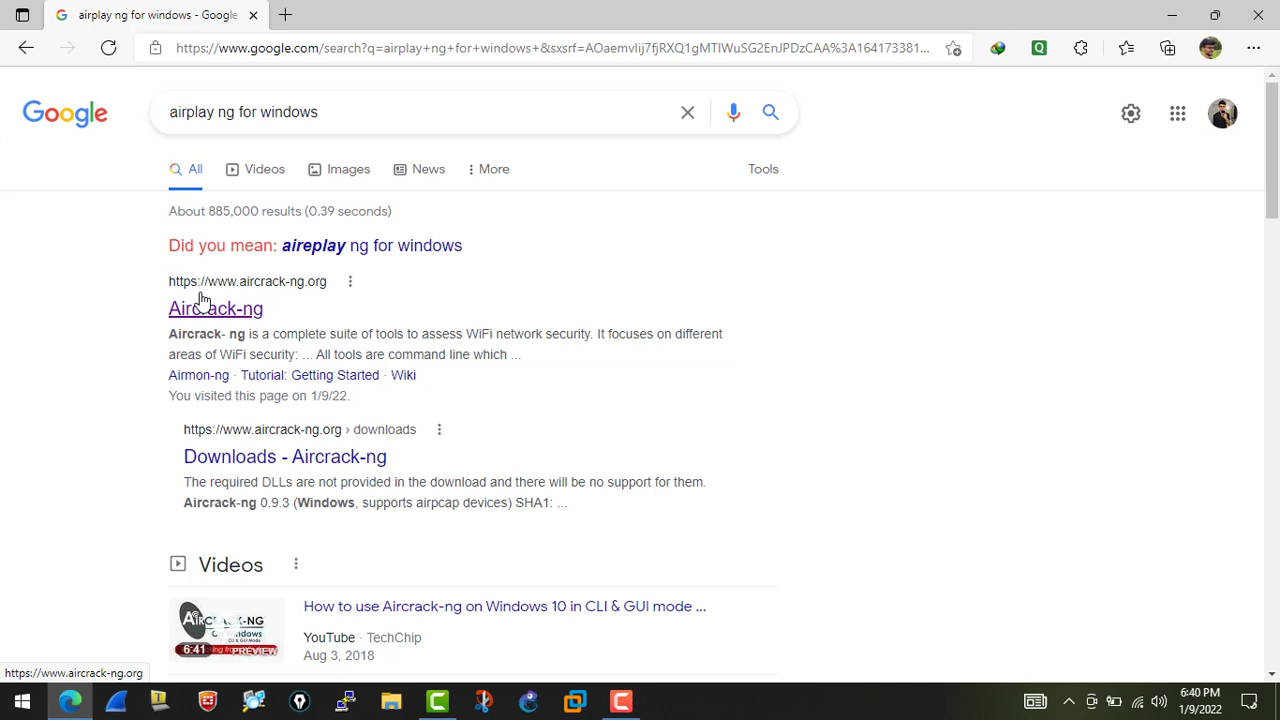 airplay ng for windows - Google
https://www.google.com/search?q=airplay+ng+for+windows+&sxsrf=AOaemvIij7fjRXQ1gMTlWuSG2EnJPDzCAA%3A164173381...
Google
airplay ng for windows
All
Videos
Images
News
More
Tools
About 885,000 results (0.39 seconds)
Did you mean: aireplay ng for windows
https://www.aircrack-ng.org
Aircrack-ng
Aircrack- ng is a complete suite of tools to assess WiFi network security. It focuses on different
areas of WiFi security: ... All tools are command line which ...
Airmon-ng · Tutorial: Getting Started · Wiki
You visited this page on 1/9/22.
https://www.aircrack-ng.org › downloads
Downloads - Aircrack-ng
The required DLLs are not provided in the download and there will be no support for them.
Aircrack-ng 0.9.3 (Windows, supports airpcap devices) SHA1: ...
Videos
AIRCRACK-NG
6:41
PREVIEW
How to use Aircrack-ng on Windows 10 in CLI & GUI mode ...
YouTube · TechChip
Aug 3, 2018
https://www.aircrack-ng.org
6:40 PM
1/9/2022